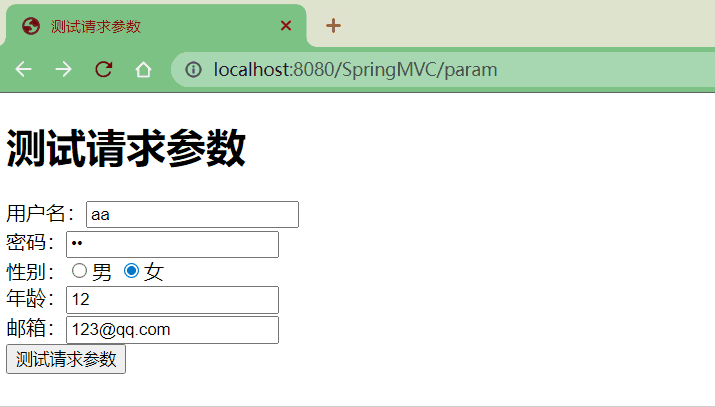 测试请求参数
localhost:8080/SpringMVC/param
测试请求参数
用户名：aa
密码：••
性别：男 女
年龄：12
邮箱：123@qq.com
测试请求参数